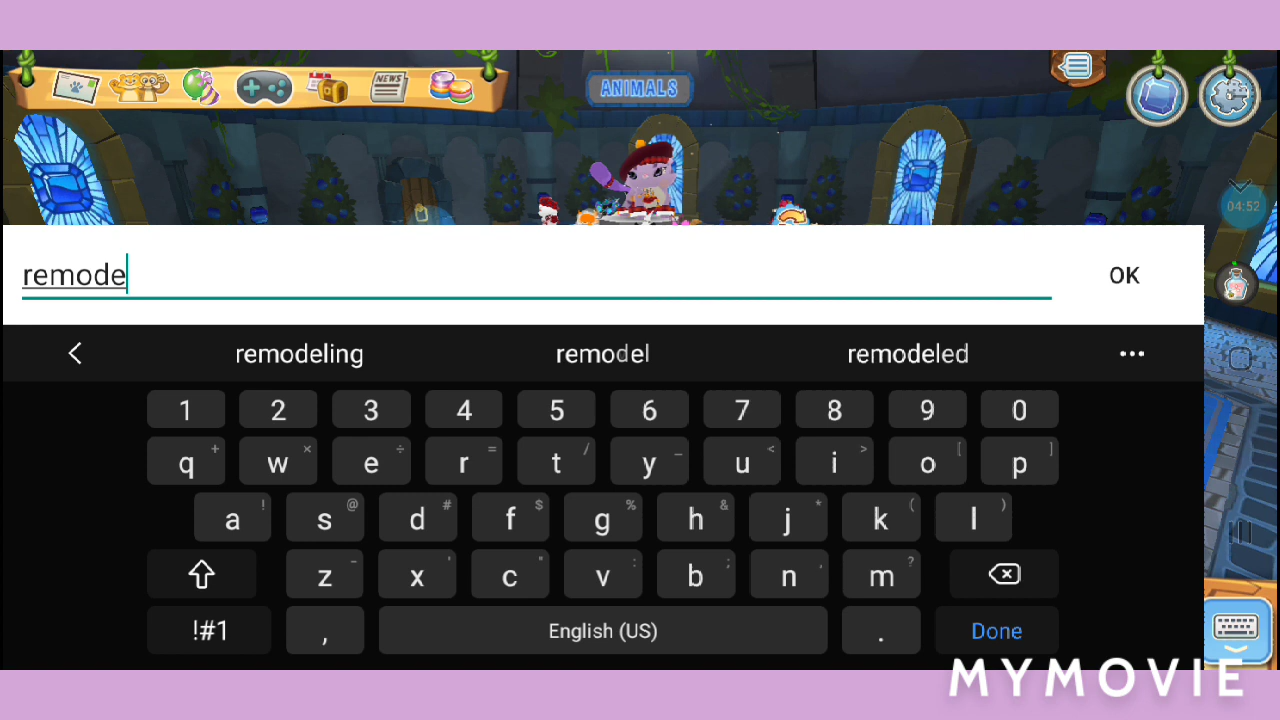 NEWS
ANIMALS
04:52
remode
OK
remodeling remodel remodeled
1 2 3 4 5 6 7 8 9 0
q + w × e ÷ r = t / y _ u < i > o [ p ]
a ! s @ d # f $ g % h & j * k ( l )
z - x ' c " v : b ; n , m ?
!#1 , English (US) . Done
MYMOVIE